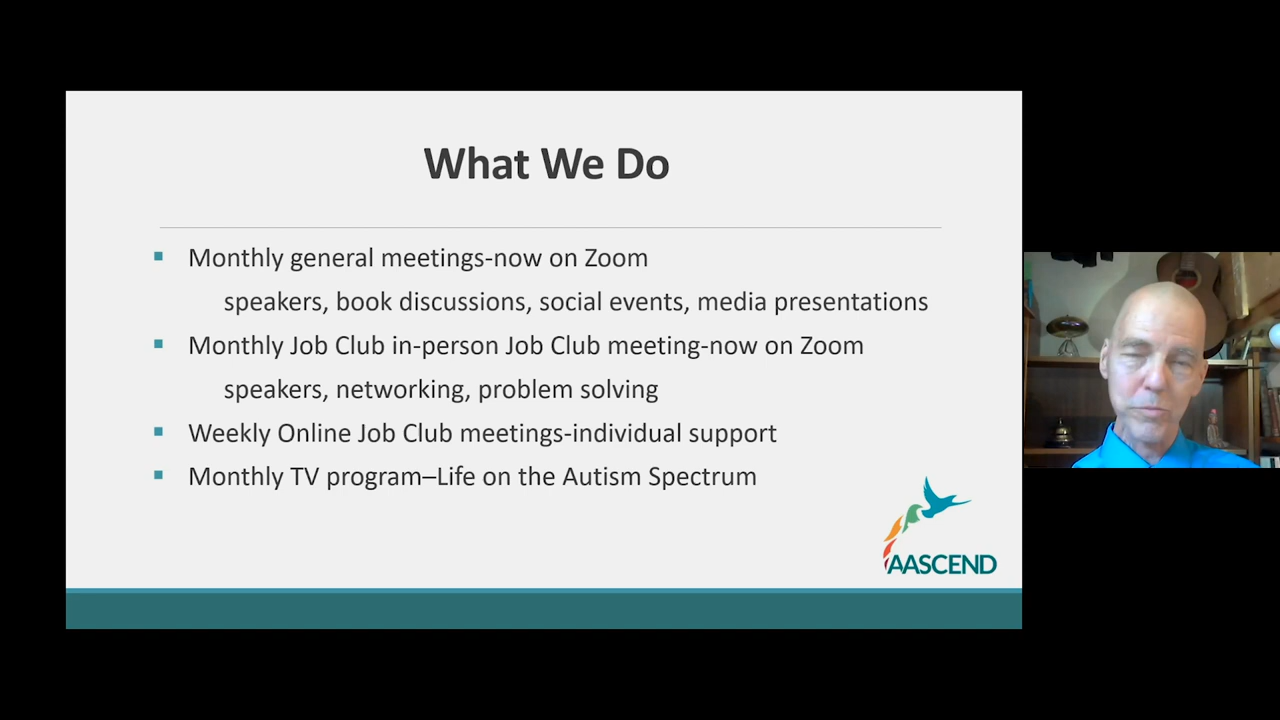 What We Do
Monthly general meetings-now on Zoom
speakers, book discussions, social events, media presentations
Monthly Job Club in-person Job Club meeting-now on Zoom
speakers, networking, problem solving
Weekly Online Job Club meetings-individual support
Monthly TV program–Life on the Autism Spectrum
AASCEND